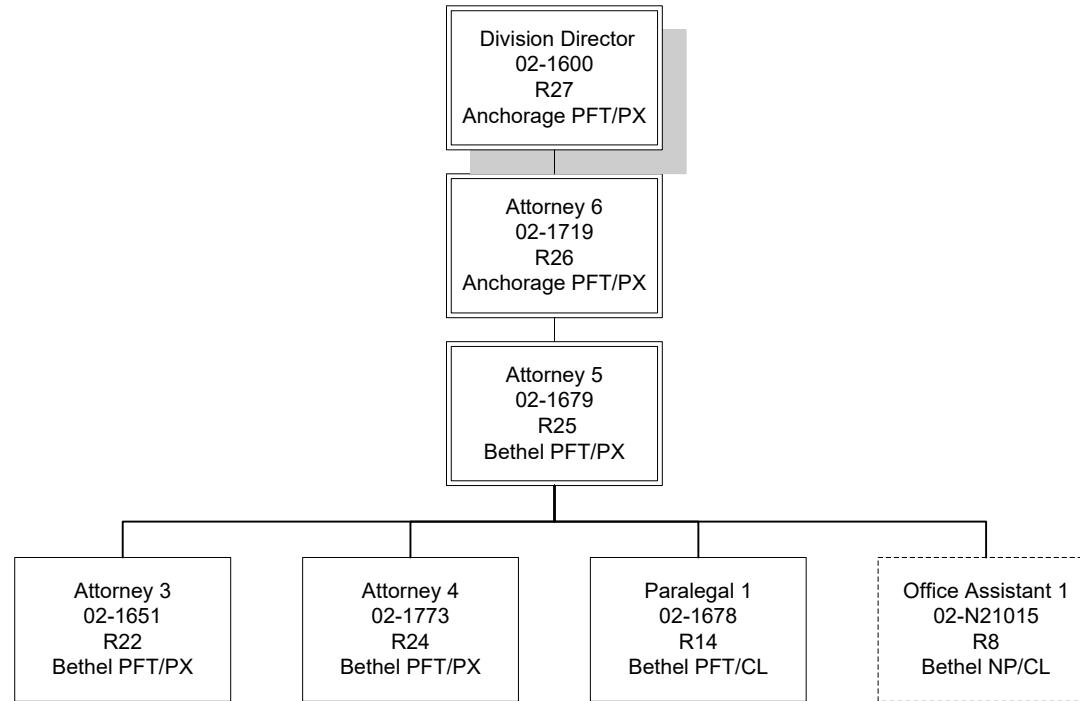 Division Director
02-1600
R27
Anchorage PFT/PX
Attorney 6
02-1719
R26
Anchorage PFT/PX
Attorney 5
02-1679
R25
Bethel PFT/PX
Attorney 3
02-1651
R22
Bethel PFT/PX
Attorney 4
02-1773
R24
Bethel PFT/PX
Paralegal 1
02-1678
R14
Bethel PFT/CL
Office Assistant 1
02-N21015
R8
Bethel NP/CL